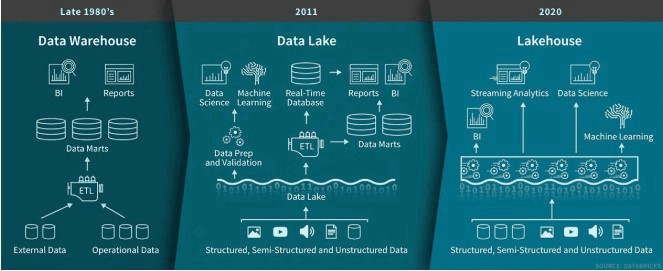 Late 1980's
Data Warehouse
BI
Reports
Data Marts
ETL
External Data
Operational Data
2011
Data Lake
Data
Science
Machine
Learning
Real-Time
Database
Reports
BI
Data Prep
and Validation
ETL
Data Marts
Data Lake
Structured, Semi-Structured and Unstructured Data
2020
Lakehouse
Streaming Analytics
Data Science
BI
Machine Learning
Structured, Semi-Structured and Unstructured Data
SOURCE: DATABRICKS